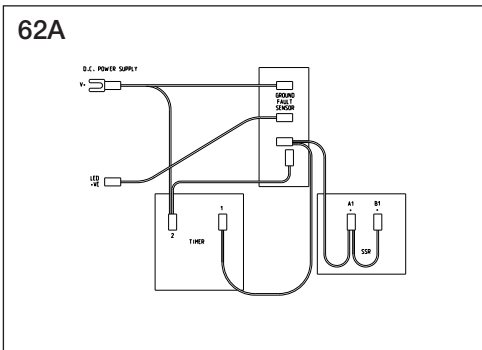 62A
D.C. POWER SUPPLY
V+
GROUND
FAULT
SENSOR
LED
+VE
1
2
TIMER
A1
+
B1
+
SSR